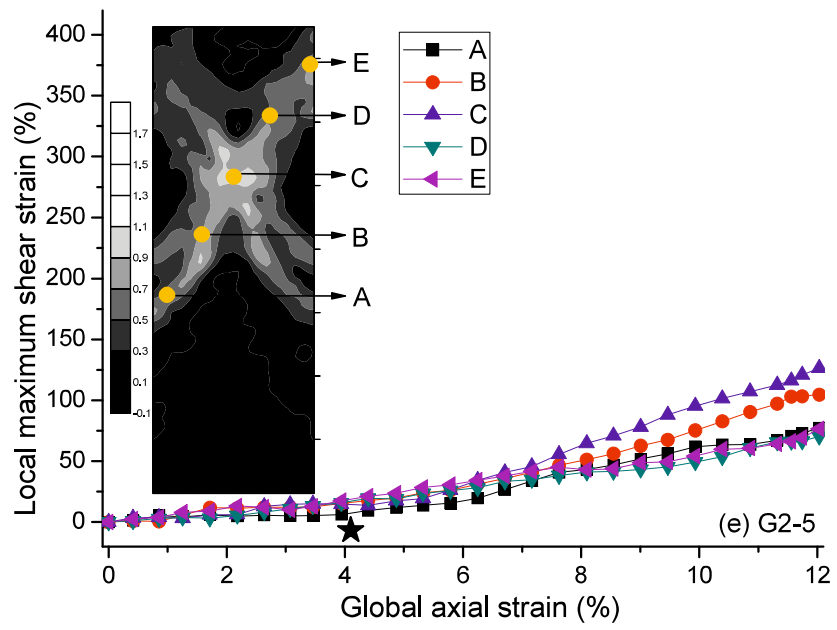 Local maximum shear strain (%)
400
350
300
250
200
150
100
50
0
1.7
1.5
1.3
1.1
0.9
0.7
0.5
0.3
0.1
-0.1
E
D
C
B
A
A
B
C
D
E
(e) G2-5
0 2 4 6 8 10 12
Global axial strain (%)